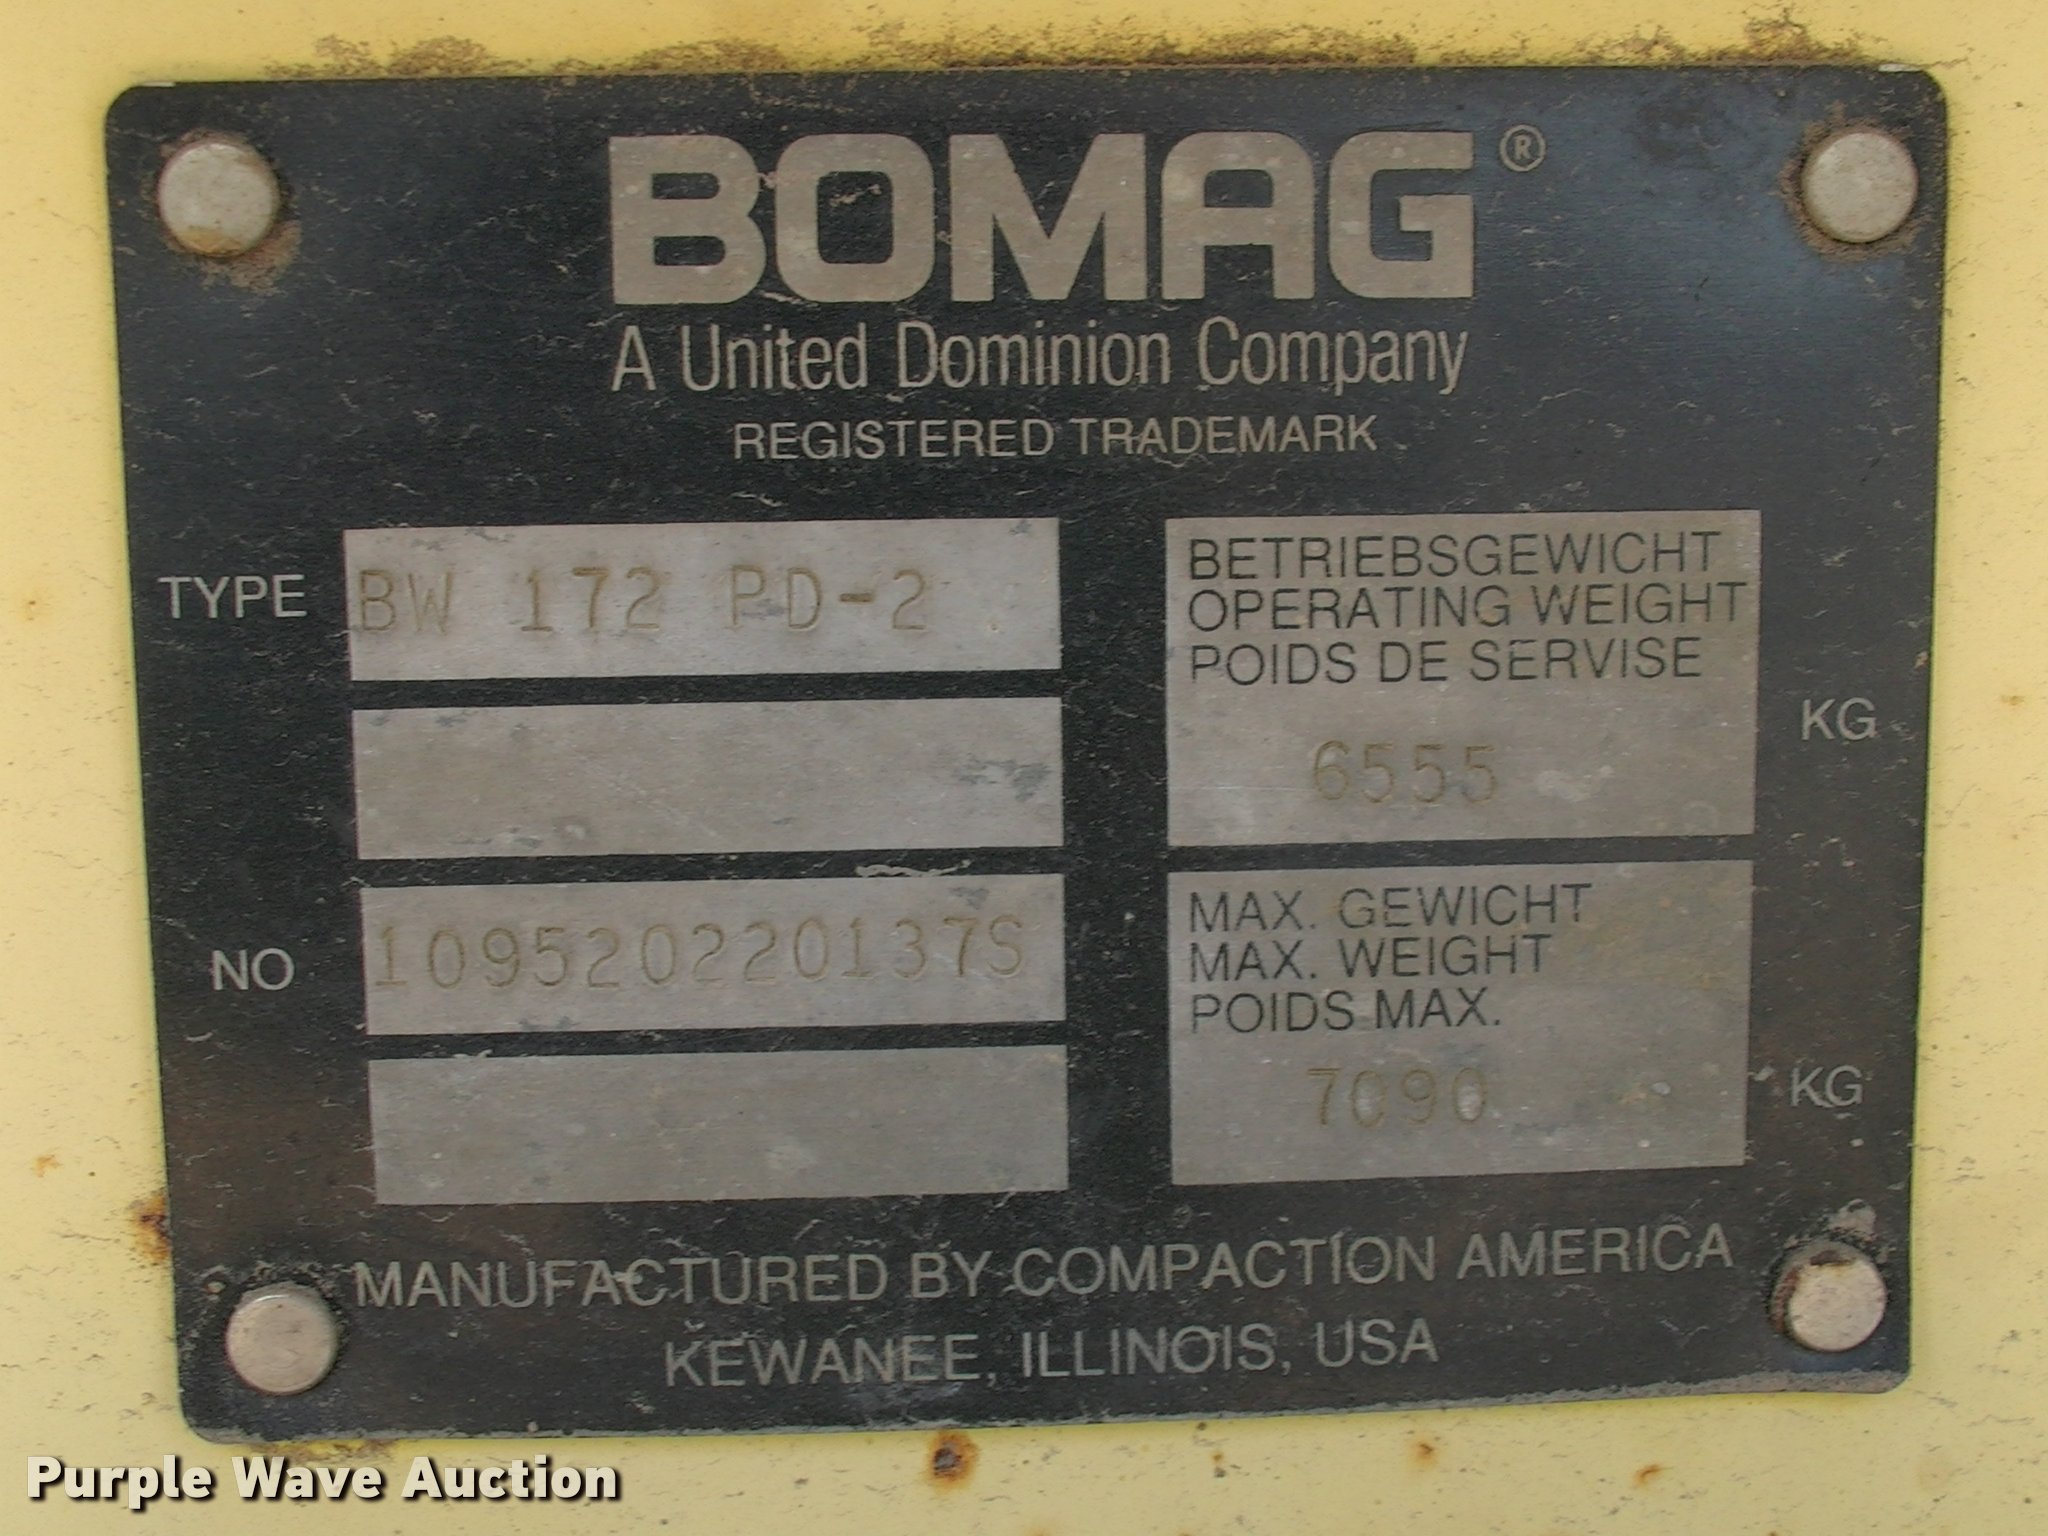 BOMAG®
A United Dominion Company
REGISTERED TRADEMARK
TYPE BW 172 PD-2
NO 109520220137S
BETRIEBSGEWICHT
OPERATING WEIGHT
POIDS DE SERVISE
6555 KG
MAX. GEWICHT
MAX. WEIGHT
POIDS MAX.
7090 KG
MANUFACTURED BY COMPACTION AMERICA
KEWANEE, ILLINOIS, USA
Purple Wave Auction